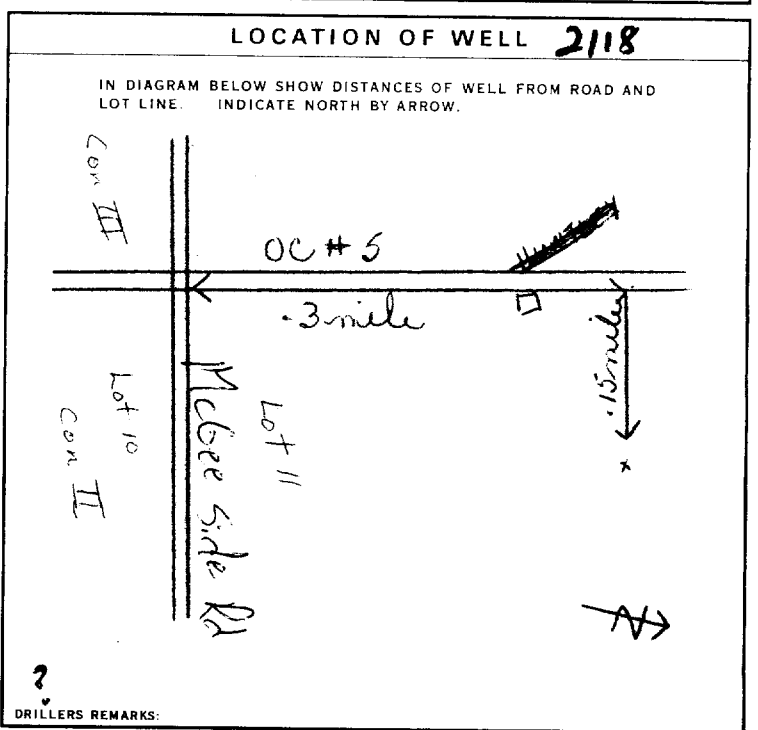 LOCATION OF WELL 2118
IN DIAGRAM BELOW SHOW DISTANCES OF WELL FROM ROAD AND
LOT LINE. INDICATE NORTH BY ARROW.
Con III
OC # 5
.3 mile
.15 miles
Lot 10
Con II
McGee Side Rd
Lot 11
x
N
?
DRILLERS REMARKS: